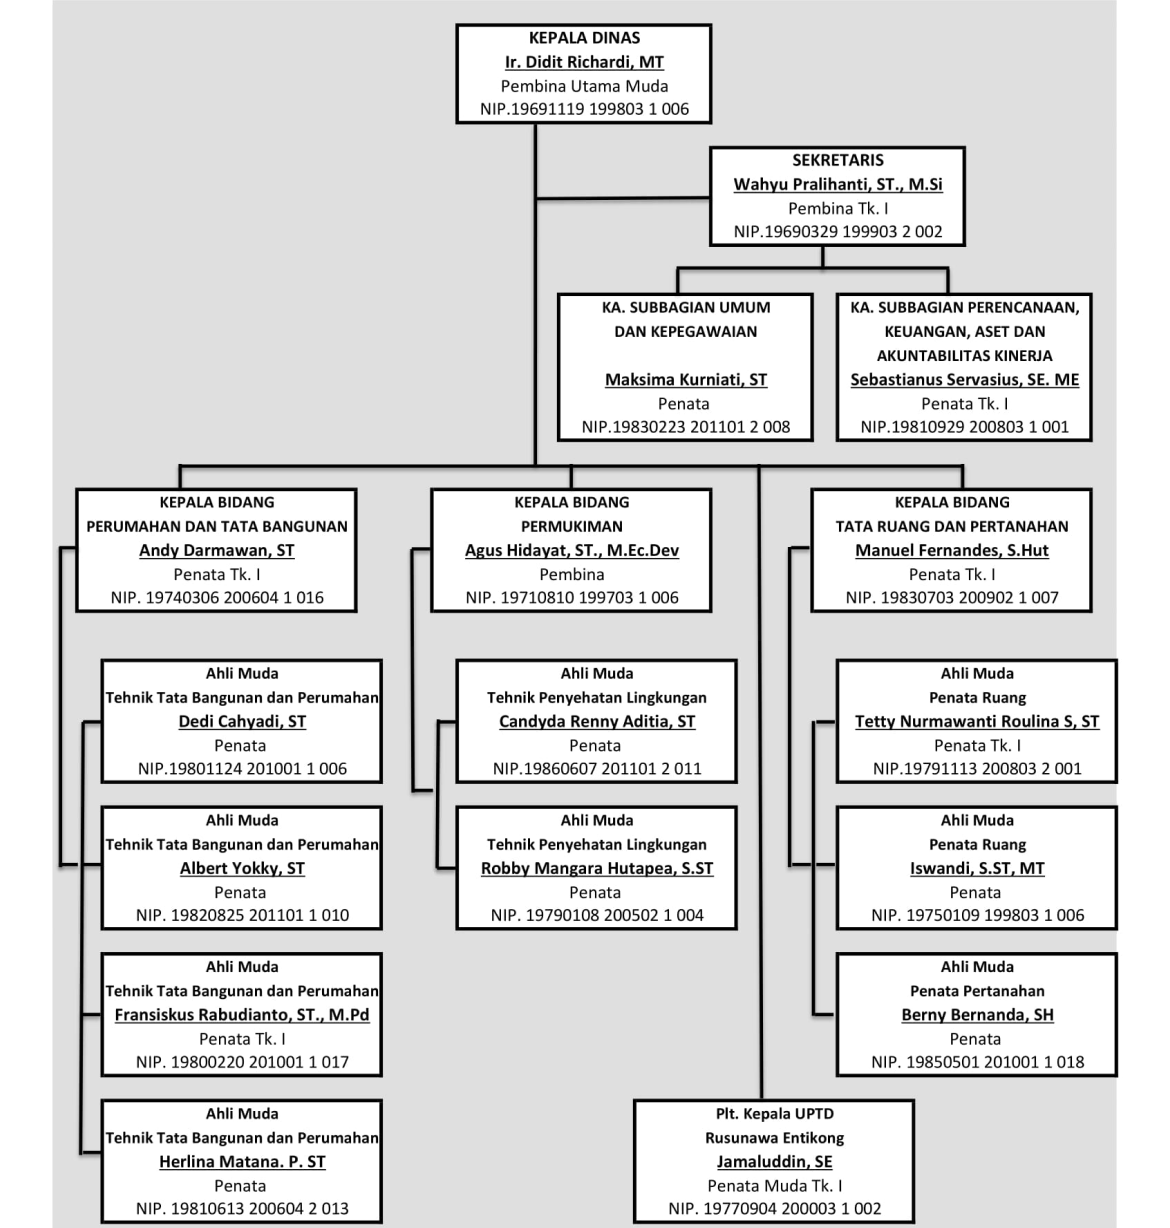 KEPALA DINAS
Ir. Didit Richardi, MT
Pembina Utama Muda
NIP.19691119 199803 1 006
SEKRETARIS
Wahyu Pralihanti, ST., M.Si
Pembina Tk. I
NIP.19690329 199903 2 002
KA. SUBBAGIAN UMUM
DAN KEPEGAWAIAN
Maksima Kurniati, ST
Penata
NIP.19830223 201101 2 008
KA. SUBBAGIAN PERENCANAAN,
KEUANGAN, ASET DAN
AKUNTABILITAS KINERJA
Sebastianus Servasius, SE. ME
Penata Tk. I
NIP.19810929 200803 1 001
KEPALA BIDANG
PERUMAHAN DAN TATA BANGUNAN
Andy Darmawan, ST
Penata Tk. I
NIP. 19740306 200604 1 016
KEPALA BIDANG
PERMUKIMAN
Agus Hidayat, ST., M.Ec.Dev
Pembina
NIP. 19710810 199703 1 006
KEPALA BIDANG
TATA RUANG DAN PERTANAHAN
Manuel Fernandes, S.Hut
Penata Tk. I
NIP. 19830703 200902 1 007
Ahli Muda
Tehnik Tata Bangunan dan Perumahan
Dedi Cahyadi, ST
Penata
NIP.19801124 201001 1 006
Ahli Muda
Tehnik Penyehatan Lingkungan
Candyda Renny Aditia, ST
Penata
NIP.19860607 201101 2 011
Ahli Muda
Penata Ruang
Tetty Nurmawanti Roulina S, ST
Penata Tk. I
NIP.19791113 200803 2 001
Ahli Muda
Tehnik Tata Bangunan dan Perumahan
Albert Yokky, ST
Penata
NIP. 19820825 201101 1 010
Ahli Muda
Tehnik Penyehatan Lingkungan
Robby Mangara Hutapea, S.ST
Penata
NIP. 19790108 200502 1 004
Ahli Muda
Penata Ruang
Iswandi, S.ST, MT
Penata
NIP. 19750109 199803 1 006
Ahli Muda
Tehnik Tata Bangunan dan Perumahan
Fransiskus Rabudianto, ST., M.Pd
Penata Tk. I
NIP. 19800220 201001 1 017
Ahli Muda
Penata Pertanahan
Berny Bernanda, SH
Penata
NIP. 19850501 201001 1 018
Ahli Muda
Tehnik Tata Bangunan dan Perumahan
Herlina Matana. P. ST
Penata
NIP. 19810613 200604 2 013
Plt. Kepala UPTD
Rusunawa Entikong
Jamaluddin, SE
Penata Muda Tk. I
NIP. 19770904 200003 1 002